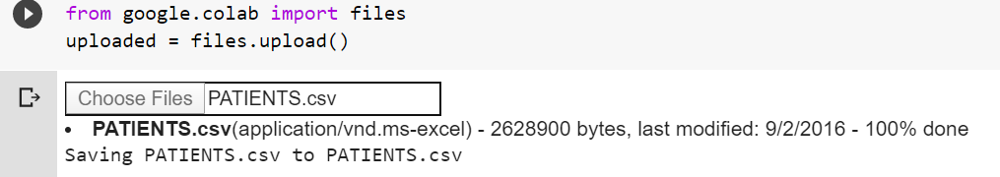 from google.colab import files
uploaded = files.upload()
Choose Files PATIENTS.csv
• PATIENTS.csv(application/vnd.ms-excel) - 2628900 bytes, last modified: 9/2/2016 - 100% done
Saving PATIENTS.csv to PATIENTS.csv